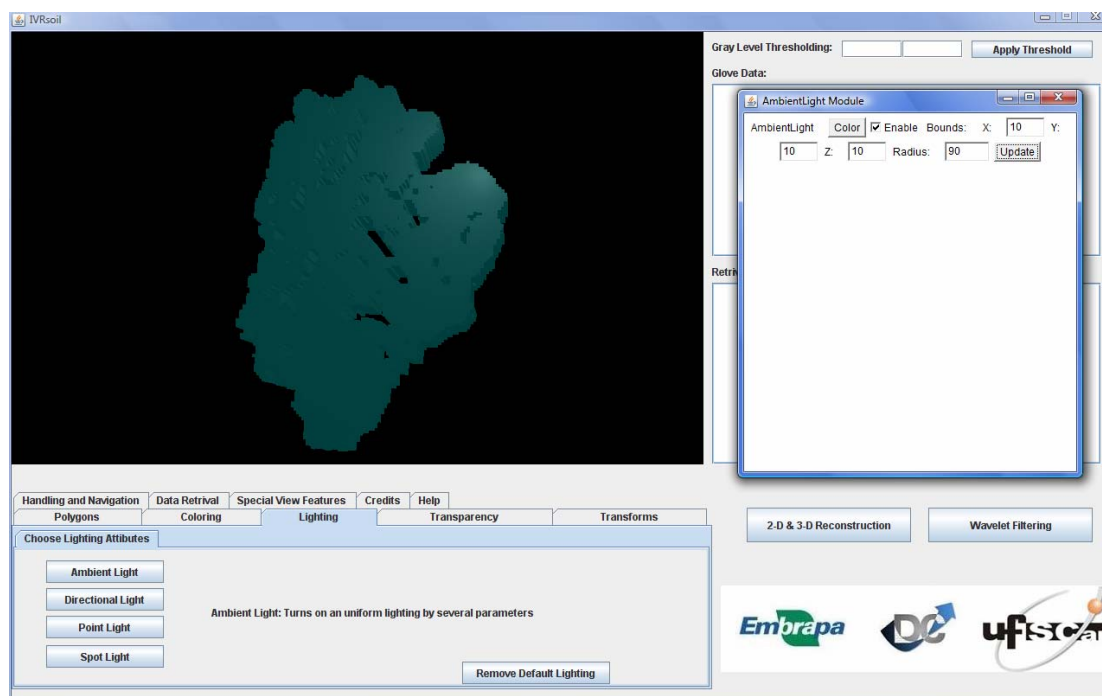 IVRsoil
Gray Level Thresholding: Apply Threshold
Glove Data:
AmbientLight Module
AmbientLight Color Enable Bounds: X: 10 Y:
10 Z: 10 Radius: 90 Update
Handling and Navigation Data Retrival Special View Features Credits Help
Polygons Coloring Lighting Transparency Transforms
Choose Lighting Attibutes
Ambient Light
Directional Light
Point Light
Spot Light
Ambient Light: Turns on an uniform lighting by several parameters
Remove Default Lighting
2-D & 3-D Reconstruction Wavelet Filtering
Embrapa DC